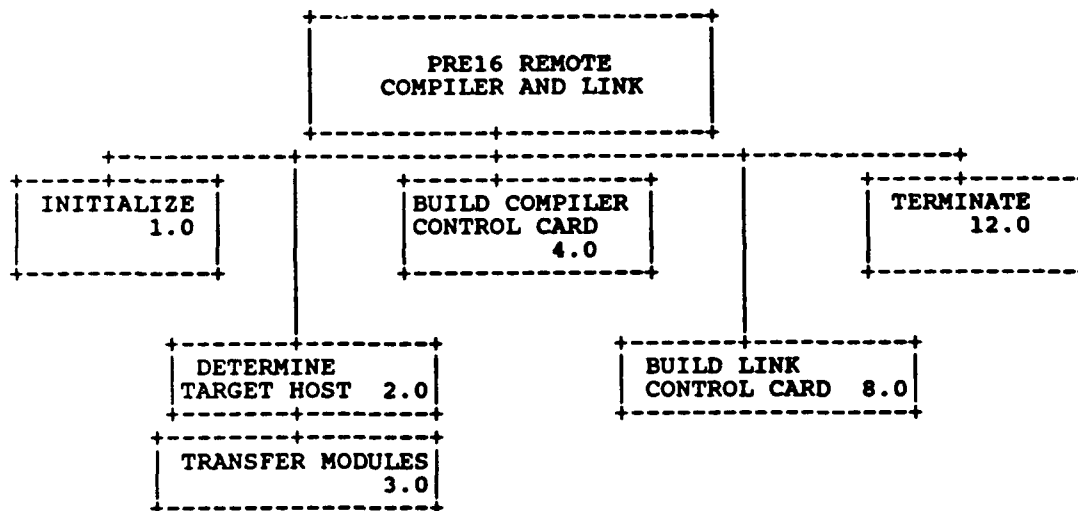 PRE16 REMOTE
COMPILER AND LINK
INITIALIZE
1.0
BUILD COMPILER
CONTROL CARD
4.0
TERMINATE
12.0
DETERMINE
TARGET HOST 2.0
BUILD LINK
CONTROL CARD 8.0
TRANSFER MODULES
3.0